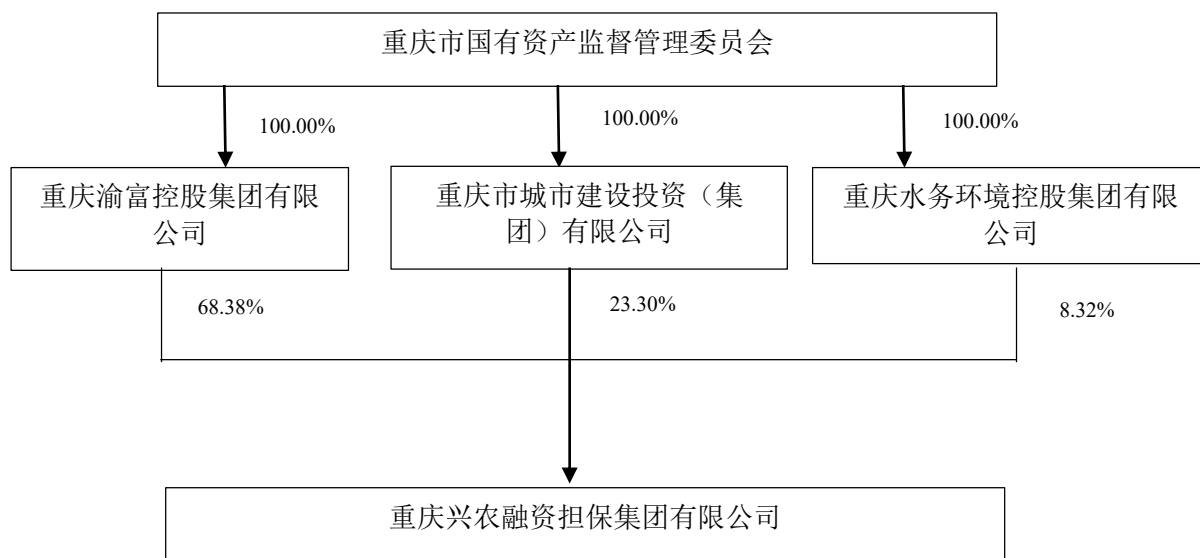 重庆市国有资产监督管理委员会
100.00%
100.00%
100.00%
重庆渝富控股集团有限
公司
重庆市城市建设投资（集
团）有限公司
重庆水务环境控股集团有限
公司
68.38%
23.30%
8.32%
重庆兴农融资担保集团有限公司